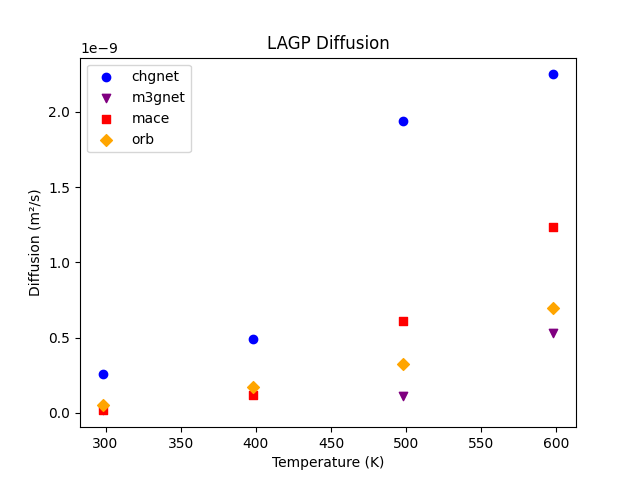 LAGP Diffusion
1e−9
chgnet
m3gnet
mace
orb
2.0
1.5
1.0
0.5
0.0
Diffusion (m²/s)
300 350 400 450 500 550 600
Temperature (K)